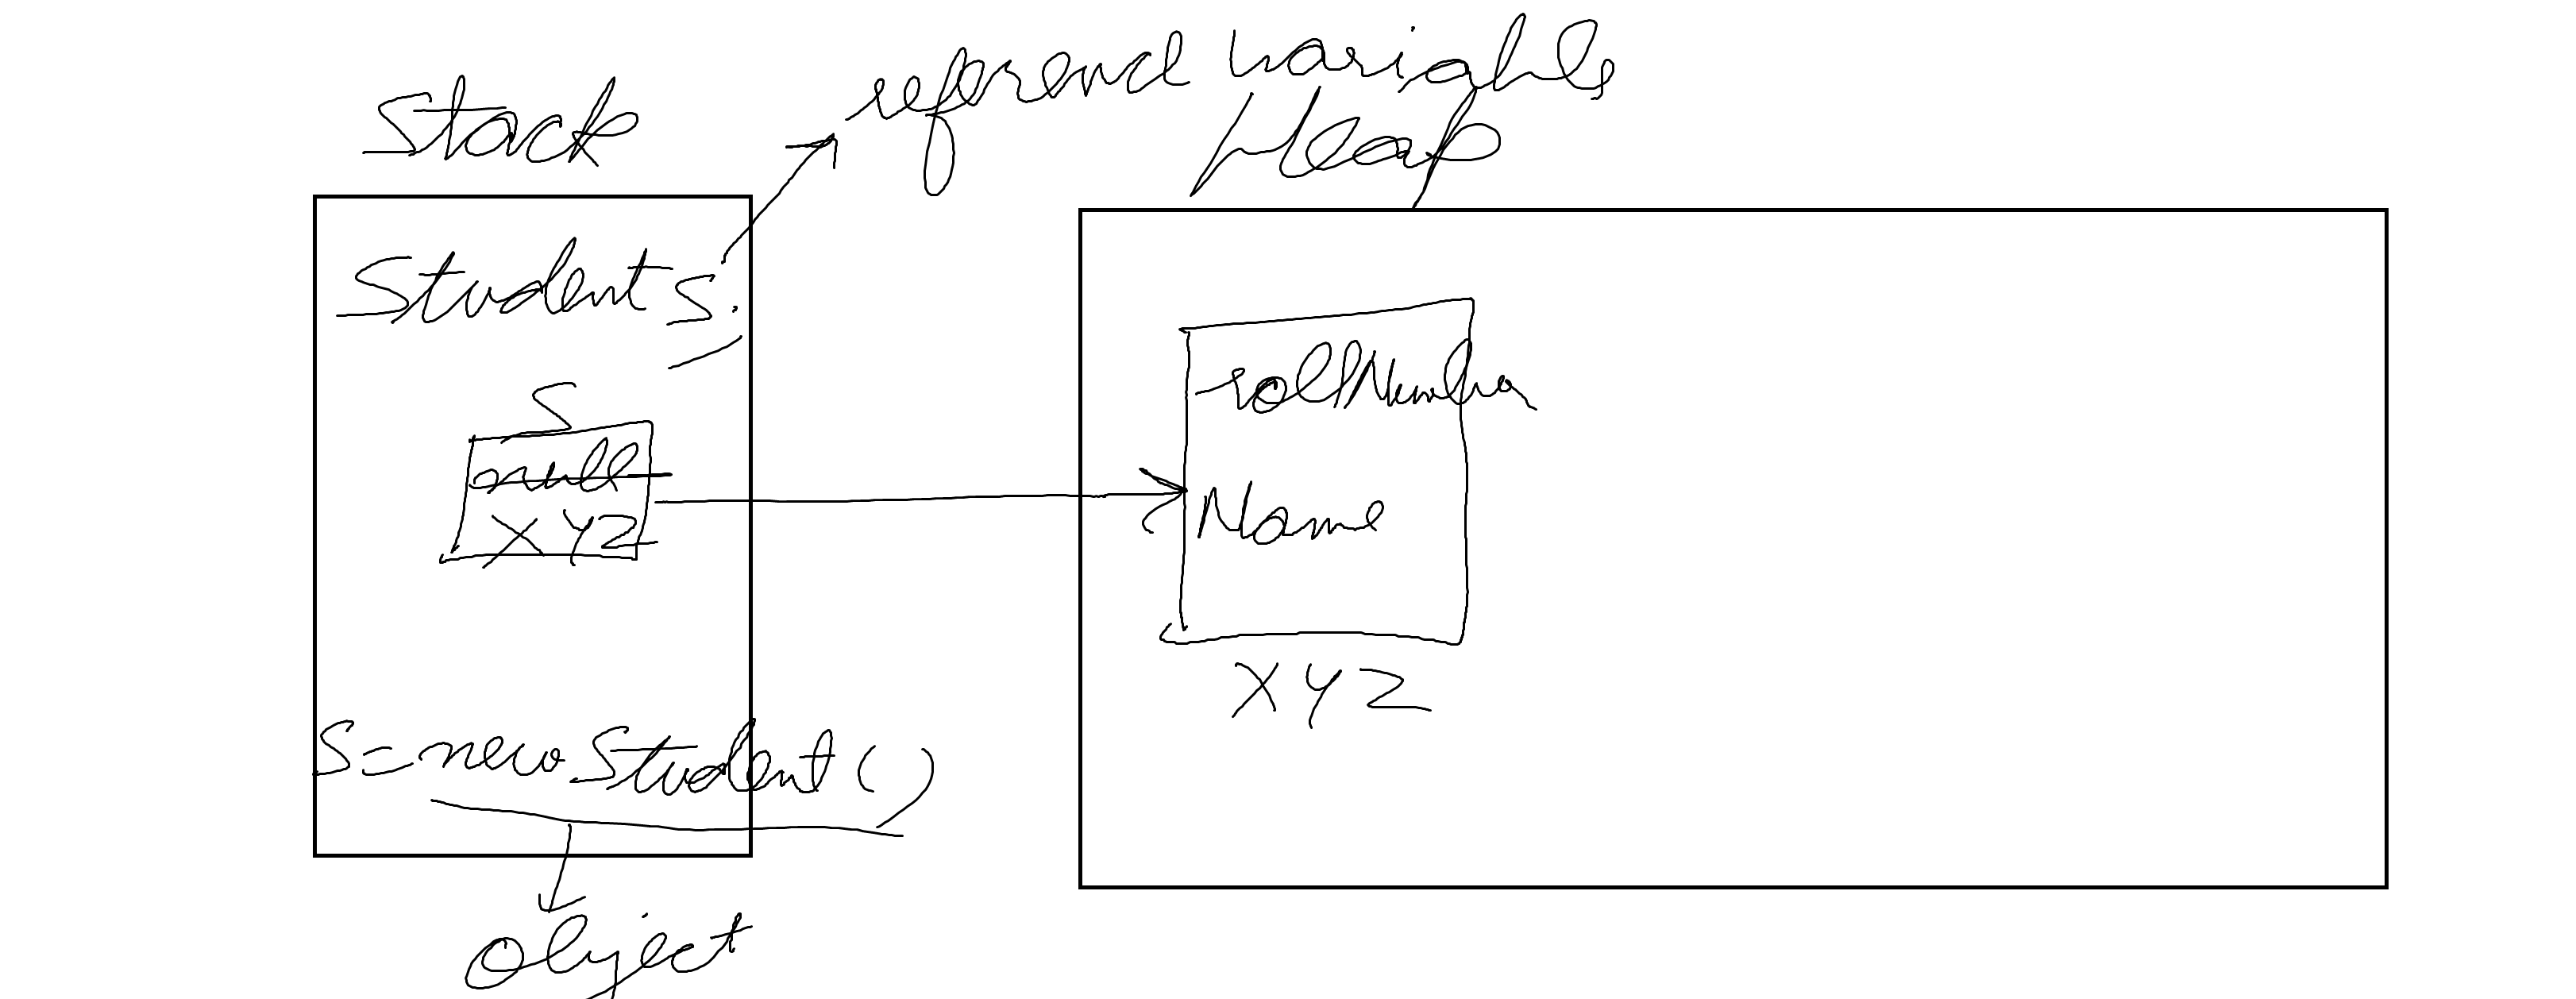 reference variable
Stack
Heap
Student s;
S
null
XYZ
rollNumber
Name
XYZ
S=new Student()
object